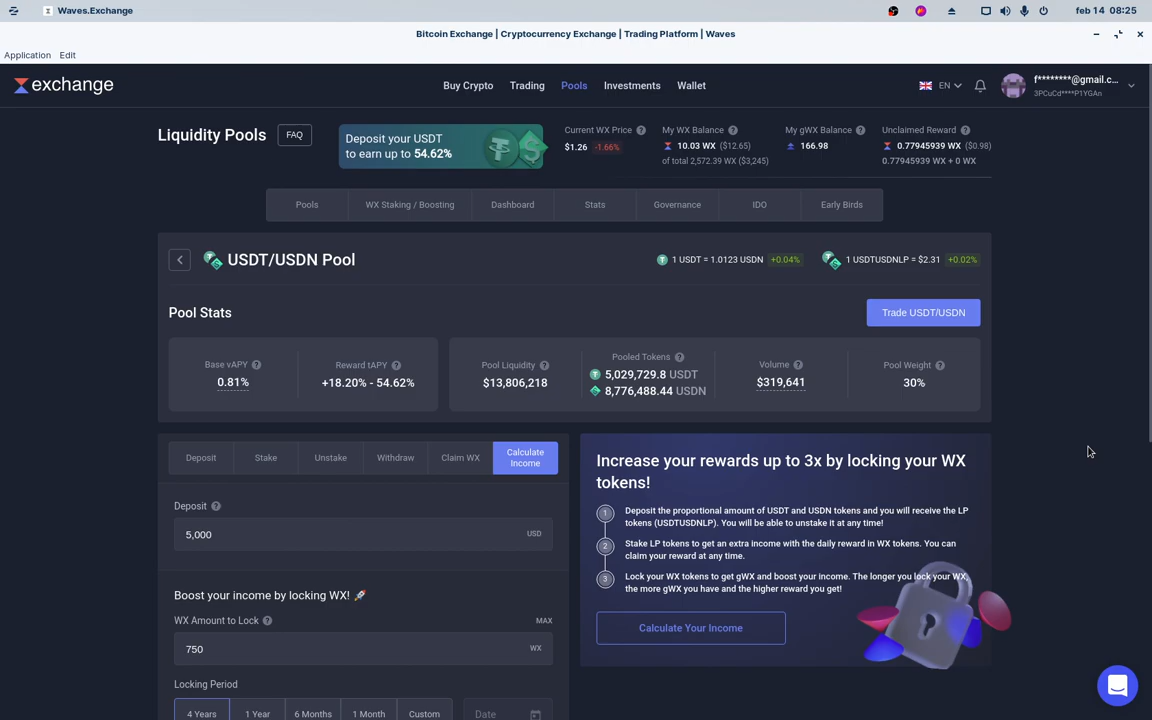 Waves.Exchange
feb 14 08:25
Bitcoin Exchange | Cryptocurrency Exchange | Trading Platform | Waves
Application Edit
exchange
Buy Crypto Trading Pools Investments Wallet
EN
f********@gmail.c...
3PCuCd****P1YGAn
Liquidity Pools
FAQ
Deposit your USDT
to earn up to 54.62%
Current WX Price ?
$1.26 -1.66%
My WX Balance ?
10.03 WX ($12.65)
of total 2,572.39 WX ($3,245)
My gWX Balance ?
166.98
Unclaimed Reward ?
0.77945939 WX ($0.98)
0.77945939 WX + 0 WX
Pools WX Staking / Boosting Dashboard Stats Governance IDO Early Birds
USDT/USDN Pool
1 USDT = 1.0123 USDN +0.04%
1 USDTUSDNLP = $2.31 +0.02%
Pool Stats
Trade USDT/USDN
Base vAPY ?
0.81%
Reward tAPY ?
+18.20% - 54.62%
Pool Liquidity ?
$13,806,218
Pooled Tokens ?
5,029,729.8 USDT
8,776,488.44 USDN
Volume ?
$319,641
Pool Weight ?
30%
Deposit Stake Unstake Withdraw Claim WX Calculate
Income
Deposit ?
5,000 USD
Boost your income by locking WX! 🚀
WX Amount to Lock ? MAX
750 WX
Locking Period
4 Years 1 Year 6 Months 1 Month Custom Date
Increase your rewards up to 3x by locking your WX
tokens!
1 Deposit the proportional amount of USDT and USDN tokens and you will receive the LP
tokens (USDTUSDNLP). You will be able to unstake it at any time!
2 Stake LP tokens to get an extra income with the daily reward in WX tokens. You can
claim your reward at any time.
3 Lock your WX tokens to get gWX and boost your income. The longer you lock your WX,
the more gWX you have and the higher reward you get!
Calculate Your Income